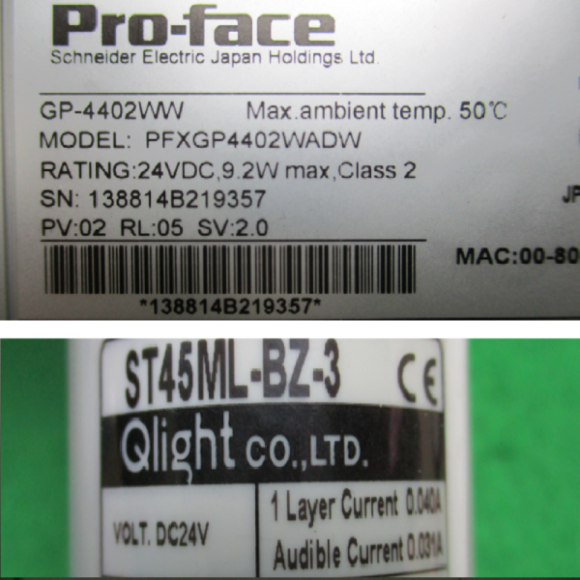 Pro-face
Schneider Electric Japan Holdings Ltd.
GP-4402WW Max.ambient temp. 50℃
MODEL: PFXGP4402WADW
RATING:24VDC,9.2W max,Class 2
SN: 138814B219357
JP
PV:02 RL:05 SV:2.0
MAC:00-80
*138814B219357*
ST45ML-BZ-3 CE
Qlight CO.,LTD.
VOLT. DC24V
1 Layer Current 0.040A
Audible Current 0.031A